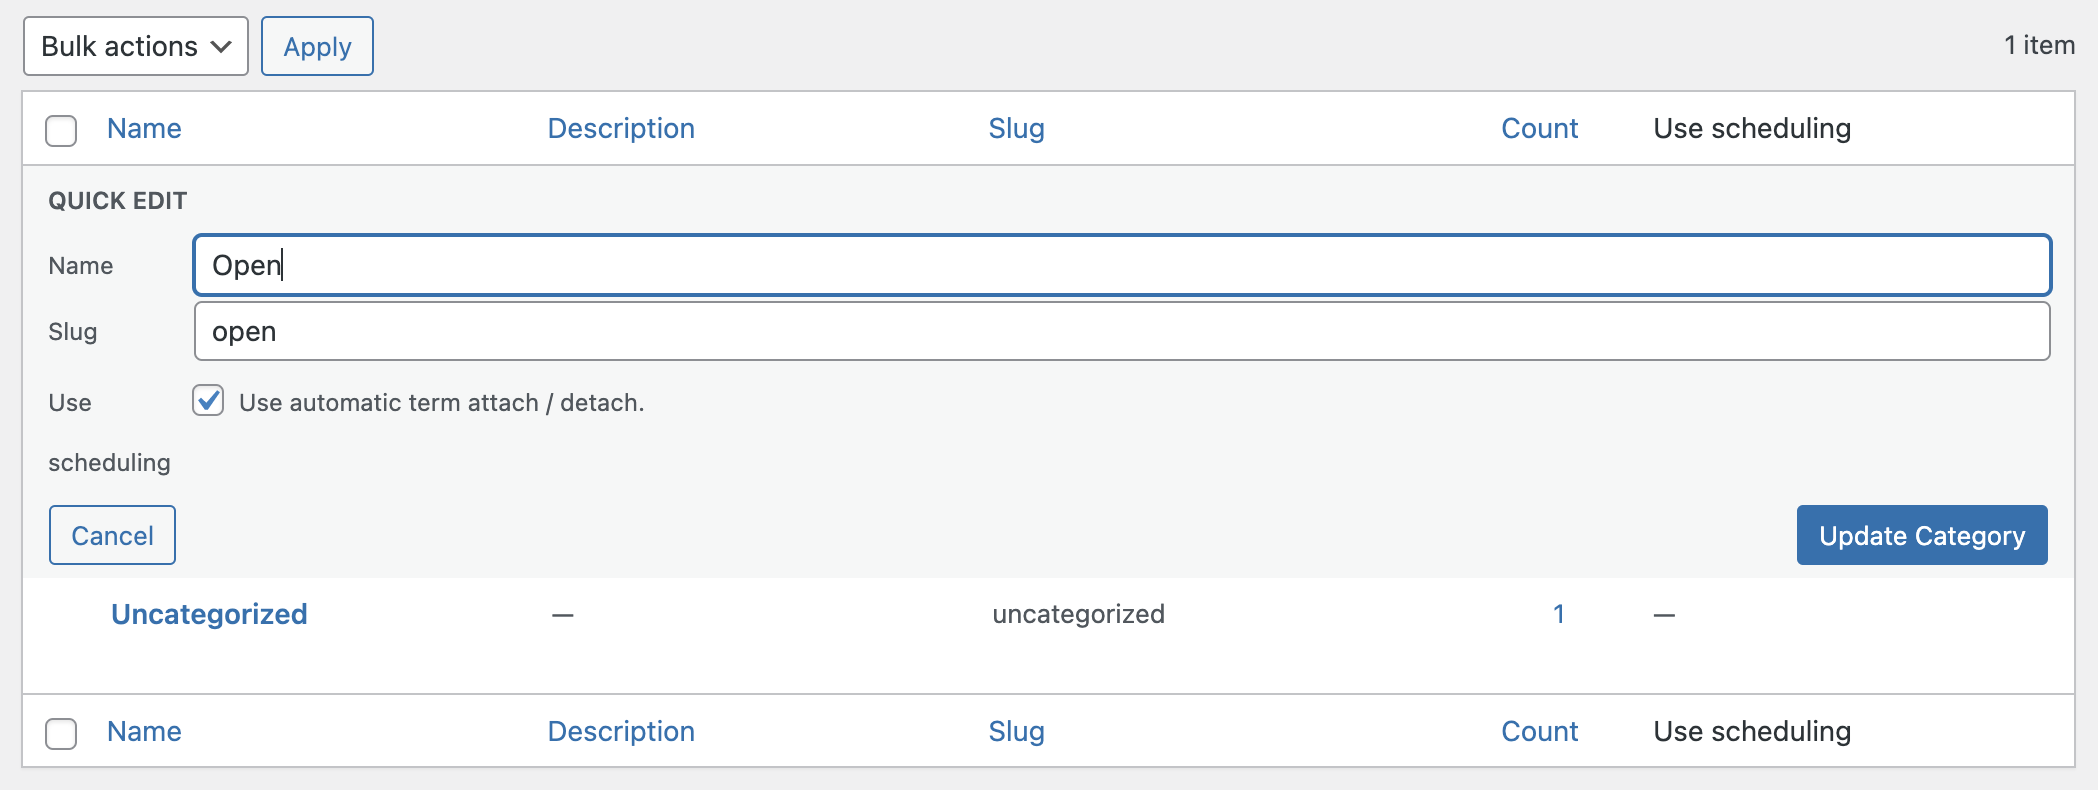 Bulk actions Apply 1 item
Name Description Slug Count Use scheduling
QUICK EDIT
Name Open
Slug open
Use Use automatic term attach / detach.
scheduling
Cancel Update Category
Uncategorized — uncategorized 1 —
Name Description Slug Count Use scheduling